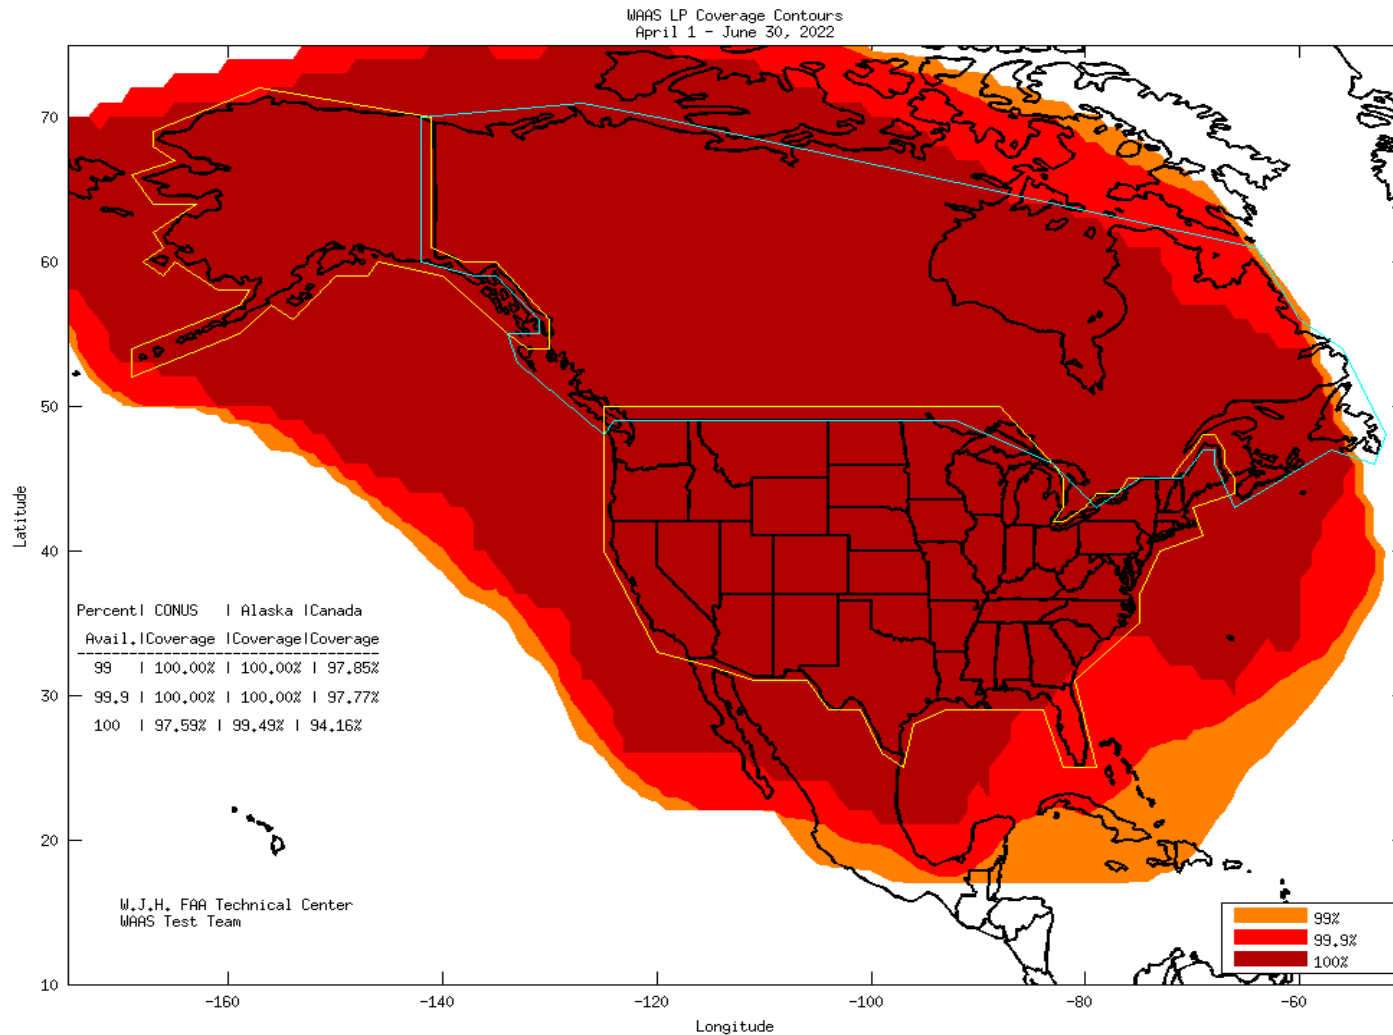 WAAS LP Coverage Contours
April 1 - June 30, 2022
70
60
50
40
30
20
10
Latitude
Percent| CONUS | Alaska |Canada
Avail.|Coverage |Coverage|Coverage
--------------------------------
99 | 100.00% | 100.00% | 97.85%
99.9 | 100.00% | 100.00% | 97.77%
100 | 97.59% | 99.49% | 94.16%
W.J.H. FAA Technical Center
WAAS Test Team
99%
99.9%
100%
-160 -140 -120 -100 -80 -60
Longitude